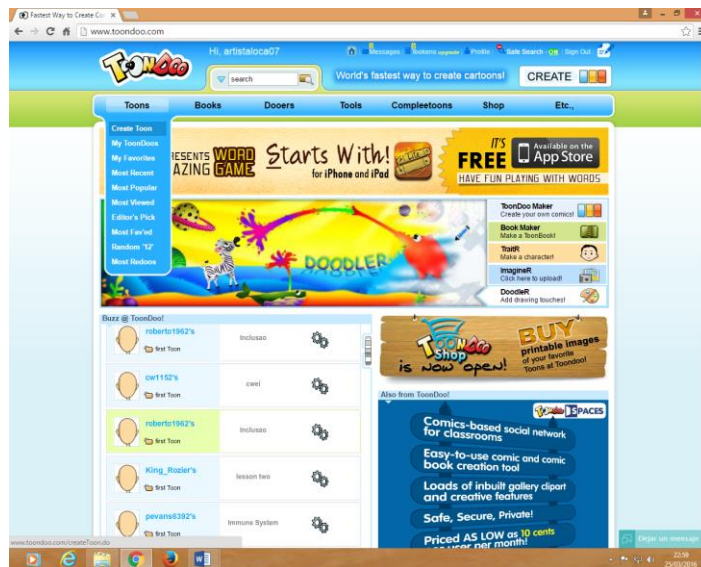 Fastest Way to Create Co
www.toondoo.com
TOONDOO
Hi, artistaloca07
Messages
Tookens upgrade
Profile
Safe Search - on
Sign Out
search
World's fastest way to create cartoons!
CREATE
Toons
Books
Dooers
Tools
Compleetoons
Shop
Etc.,
Create Toon
My ToonDoos
My Favorites
Most Recent
Most Popular
Most Viewed
Editor's Pick
Most Fav'od
Random '12'
Most Redoos
RESENTS WORD Starts With!
AZING GAME for iPhone and iPad
IT'S FREE
Available on the App Store
HAVE FUN PLAYING WITH WORDS
DOODLER
ToonDoo Maker
Create your own comics!
Book Maker
Make a ToonBook!
TraitR
Make a character!
ImagineR
Click here to upload!
DoodleR
Add drawing touches!
Buzz @ ToonDoo!
roberto1962's
first Toon
Inclusao
cw1152's
first Toon
cwei
roberto1962's
first Toon
Inclusao
King_Rozier's
first Toon
lesson two
pevans6392's
first Toon
Immune System
TOONDOO Shop
is now open!
BUY
printable images
of your favorite
Toons at Toondoo!
Also from ToonDoo!
TOONDOO SPACES
Comics-based social network
for classrooms
Easy-to-use comic and comic
book creation tool
Loads of inbuilt gallery clipart
and creative features
Safe, Secure, Private!
Priced AS LOW as 10 cents
user per month!
www.toondoo.com/createToon.do
Dejar un mensaje
22:59
25/03/2016